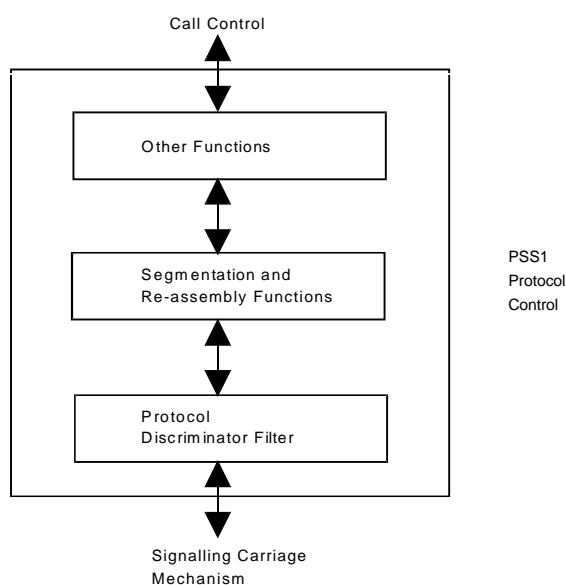 Call Control
Other Functions
Segmentation and
Re-assembly Functions
PSS1
Protocol
Control
Protocol
Discriminator Filter
Signalling Carriage
Mechanism